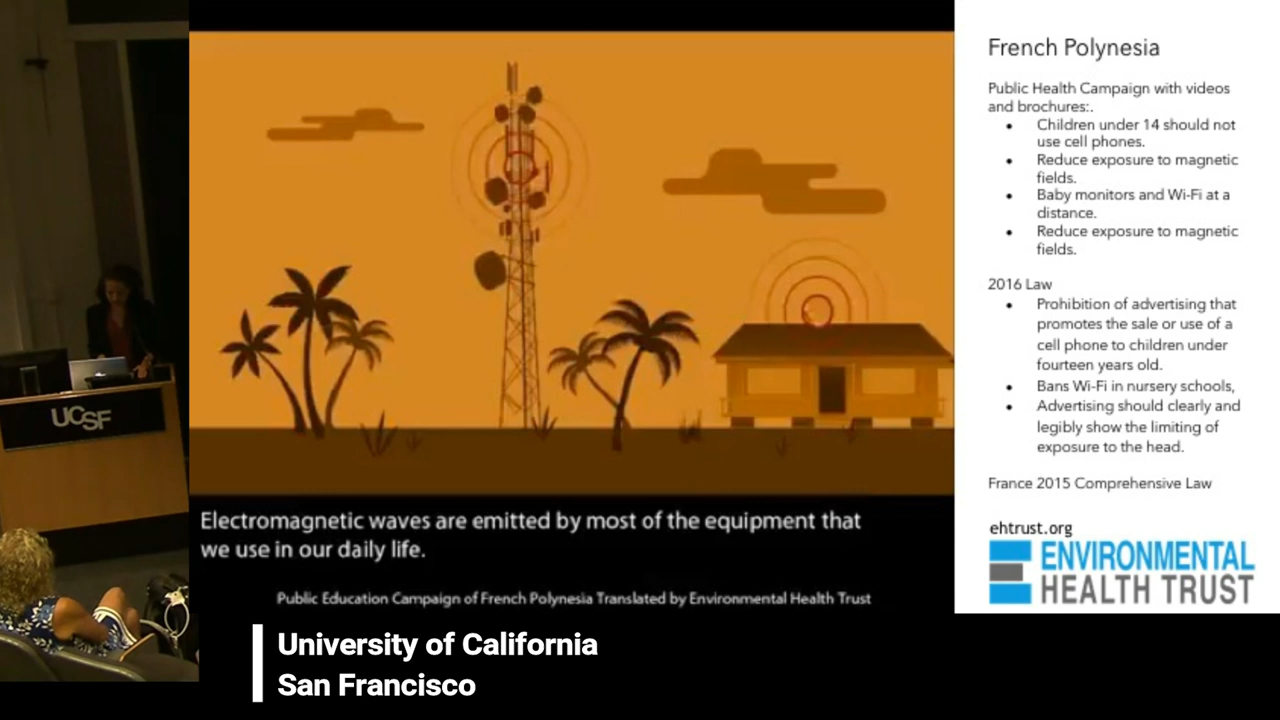 French Polynesia
Public Health Campaign with videos
and brochures:.
• Children under 14 should not
use cell phones.
• Reduce exposure to magnetic
fields.
• Baby monitors and Wi-Fi at a
distance.
• Reduce exposure to magnetic
fields.
2016 Law
• Prohibition of advertising that
promotes the sale or use of a
cell phone to children under
fourteen years old.
• Bans Wi-Fi in nursery schools,
• Advertising should clearly and
legibly show the limiting of
exposure to the head.
France 2015 Comprehensive Law
ehtrust.org
ENVIRONMENTAL
HEALTH TRUST
UCSF
Electromagnetic waves are emitted by most of the equipment that
we use in our daily life.
Public Education Campaign of French Polynesia Translated by Environmental Health Trust
University of California
San Francisco